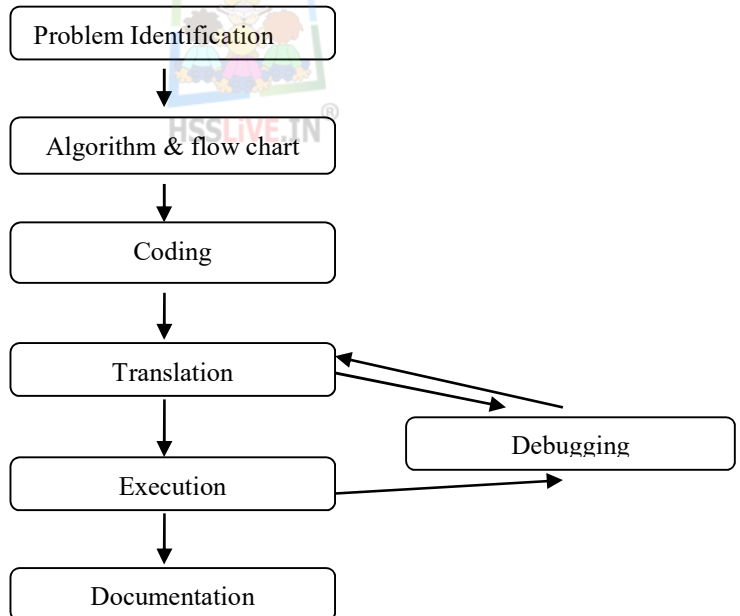 Problem Identification
HSSLiVE.IN®
Algorithm & flow chart
Coding
Translation
Debugging
Execution
Documentation